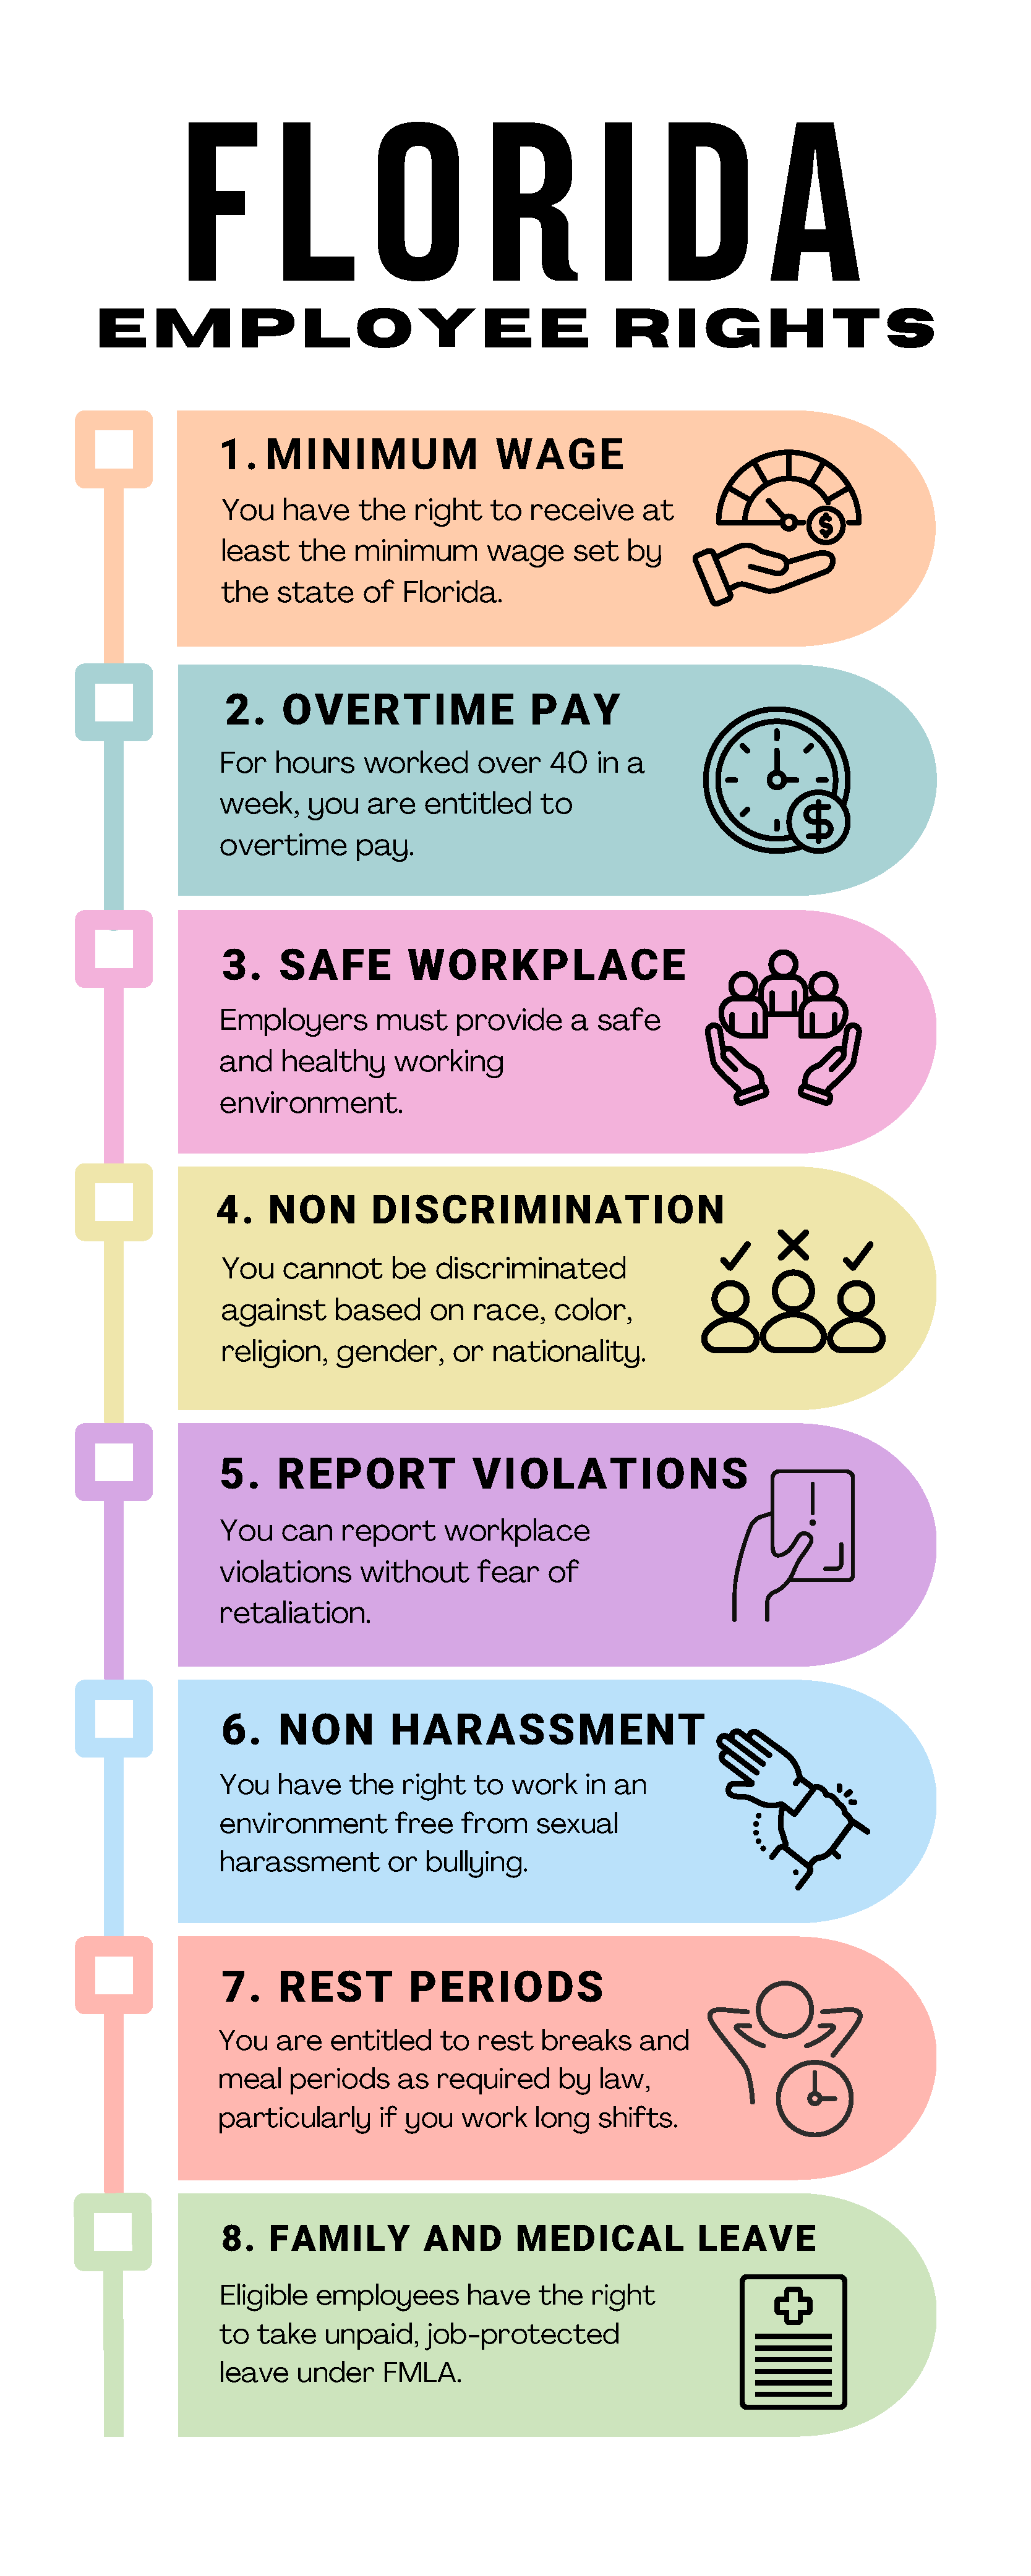 FLORIDA
EMPLOYEE RIGHTS
1. MINIMUM WAGE
You have the right to receive at
least the minimum wage set by
the state of Florida.
$
2. OVERTIME PAY
For hours worked over 40 in a
week, you are entitled to
overtime pay.
$
3. SAFE WORKPLACE
Employers must provide a safe
and healthy working
environment.
4. NON DISCRIMINATION
You cannot be discriminated
against based on race, color,
religion, gender, or nationality.
5. REPORT VIOLATIONS
You can report workplace
violations without fear of
retaliation.
!
6. NON HARASSMENT
You have the right to work in an
environment free from sexual
harassment or bullying.
7. REST PERIODS
You are entitled to rest breaks and
meal periods as required by law,
particularly if you work long shifts.
8. FAMILY AND MEDICAL LEAVE
Eligible employees have the right
to take unpaid, job-protected
leave under FMLA.